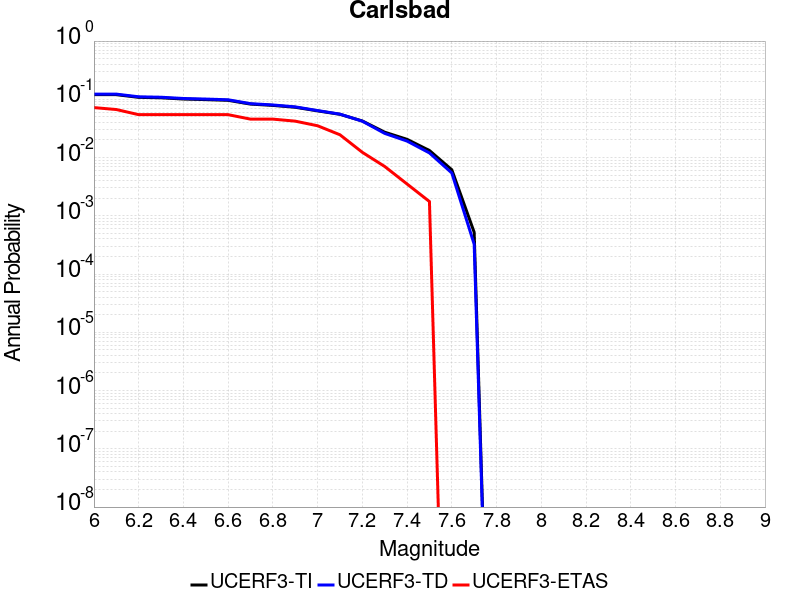 Carlsbad
10^0
10^-1
10^-2
10^-3
10^-4
10^-5
10^-6
10^-7
10^-8
Annual Probability
6 6.2 6.4 6.6 6.8 7 7.2 7.4 7.6 7.8 8 8.2 8.4 8.6 8.8 9
Magnitude
UCERF3-TI UCERF3-TD UCERF3-ETAS